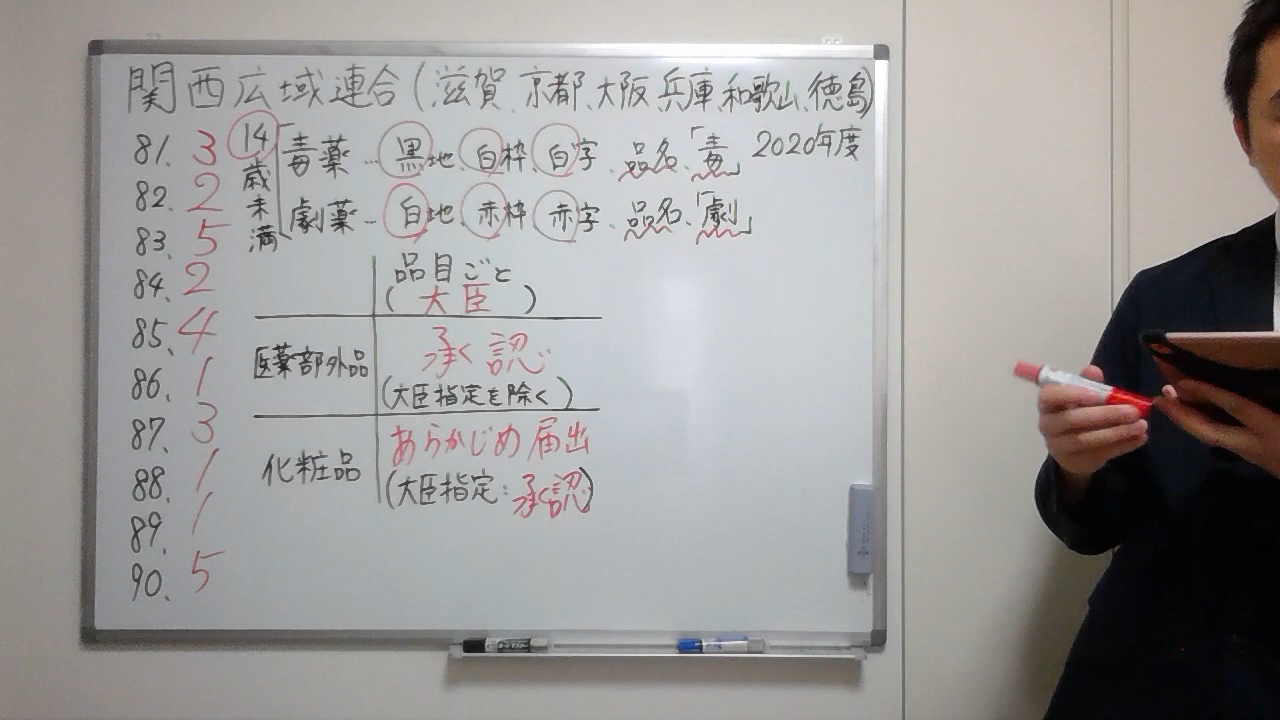 関西広域連合(滋賀、京都、大阪、兵庫、和歌山、徳島)
2020年度
81. 3
82. 2
83. 5
84. 2
85. 4
86. 1
87. 3
88. 1
89. 1
90. 5
14歳未満
毒薬…黒地、白枠、白字、品名、「毒」
劇薬…白地、赤枠、赤字、品名、「劇」
品目ごと
(大臣)
医薬部外品
承認
(大臣指定を除く)
化粧品
あらかじめ届出
(大臣指定:承認)